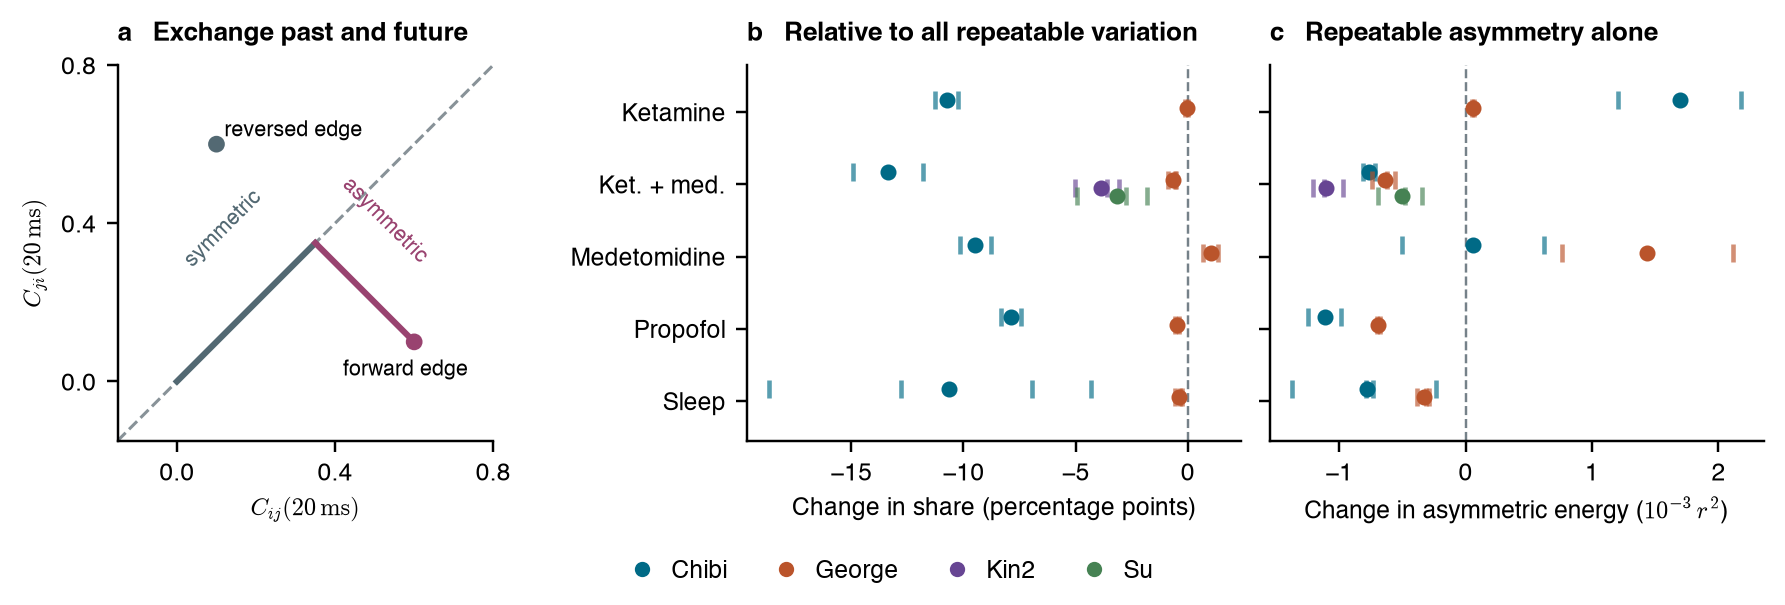 a Exchange past and future
0.8
0.4
0.0
0.0 0.4 0.8
C_ji(20 ms)
C_ij(20 ms)
reversed edge
symmetric
asymmetric
forward edge
b Relative to all repeatable variation
Ketamine
Ket. + med.
Medetomidine
Propofol
Sleep
−15 −10 −5 0
Change in share (percentage points)
c Repeatable asymmetry alone
−1 0 1 2
Change in asymmetric energy (10⁻³ r²)
Chibi George Kin2 Su